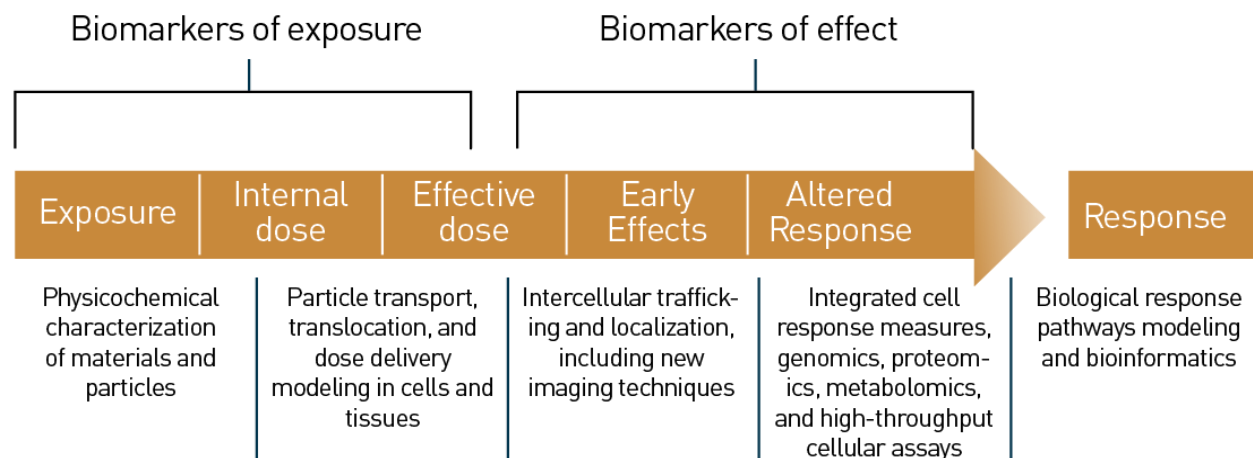 Biomarkers of exposure
Biomarkers of effect
Exposure
Internal
dose
Effective
dose
Early
Effects
Altered
Response
Response
Physicochemical
characterization
of materials and
particles
Particle transport,
translocation, and
dose delivery
modeling in cells and
tissues
Intercellular traffick-
ing and localization,
including new
imaging techniques
Integrated cell
response measures,
genomics, proteom-
ics, metabolomics,
and high-throughput
cellular assays
Biological response
pathways modeling
and bioinformatics